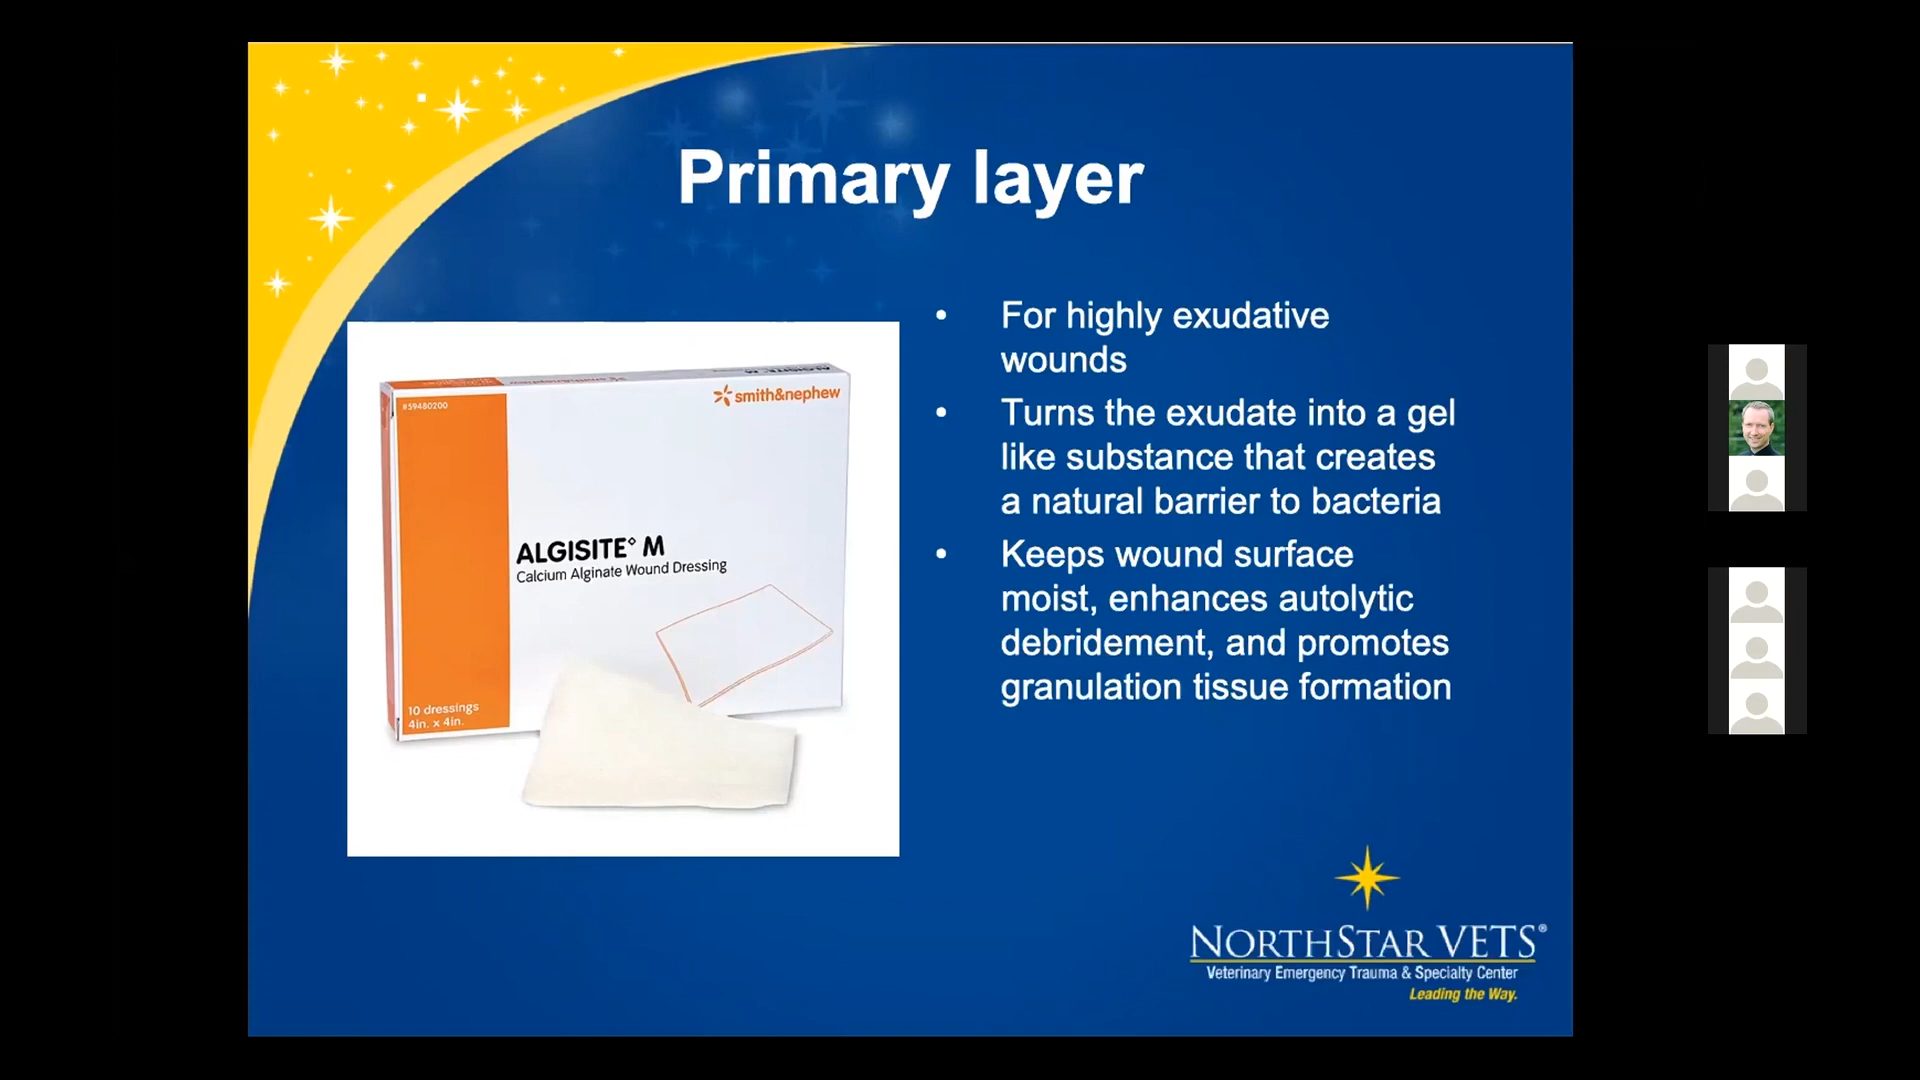 Primary layer
• For highly exudative
wounds
• Turns the exudate into a gel
like substance that creates
a natural barrier to bacteria
• Keeps wound surface
moist, enhances autolytic
debridement, and promotes
granulation tissue formation
ALGISITE M
#59480200
smith&nephew
ALGISITE◊ M
Calcium Alginate Wound Dressing
10 dressings
4in. x 4in.
NORTHSTAR VETS®
Veterinary Emergency Trauma & Specialty Center
Leading the Way.